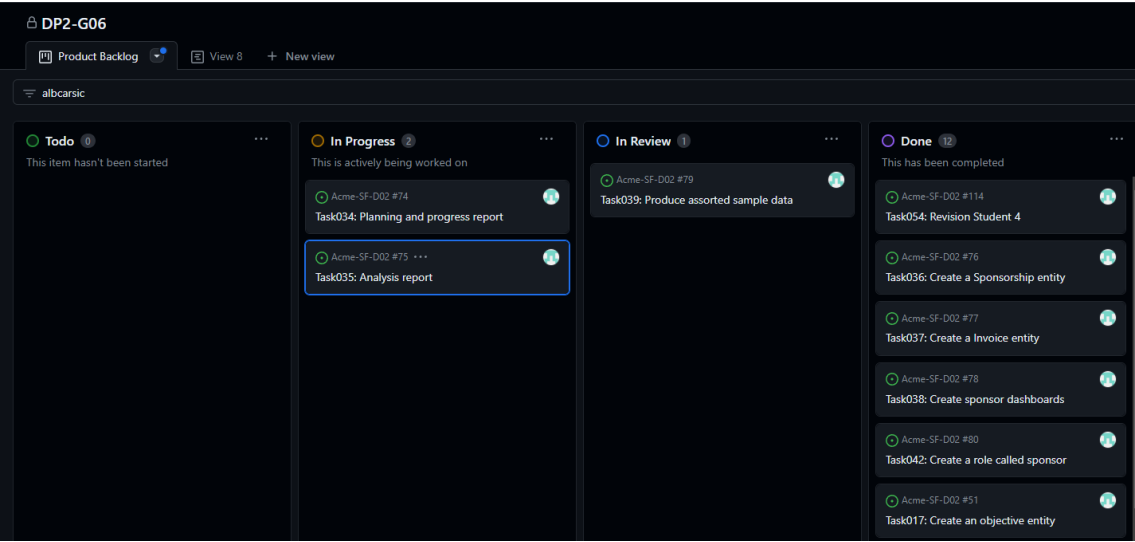 DP2-G06
Product Backlog
View 8
+ New view
albcarsic
Todo 0
This item hasn't been started
In Progress 2
This is actively being worked on
Acme-SF-D02 #74
Task034: Planning and progress report
Acme-SF-D02 #75
Task035: Analysis report
In Review 1
Acme-SF-D02 #79
Task039: Produce assorted sample data
Done 12
This has been completed
Acme-SF-D02 #114
Task054: Revision Student 4
Acme-SF-D02 #76
Task036: Create a Sponsorship entity
Acme-SF-D02 #77
Task037: Create a Invoice entity
Acme-SF-D02 #78
Task038: Create sponsor dashboards
Acme-SF-D02 #80
Task042: Create a role called sponsor
Acme-SF-D02 #51
Task017: Create an objective entity